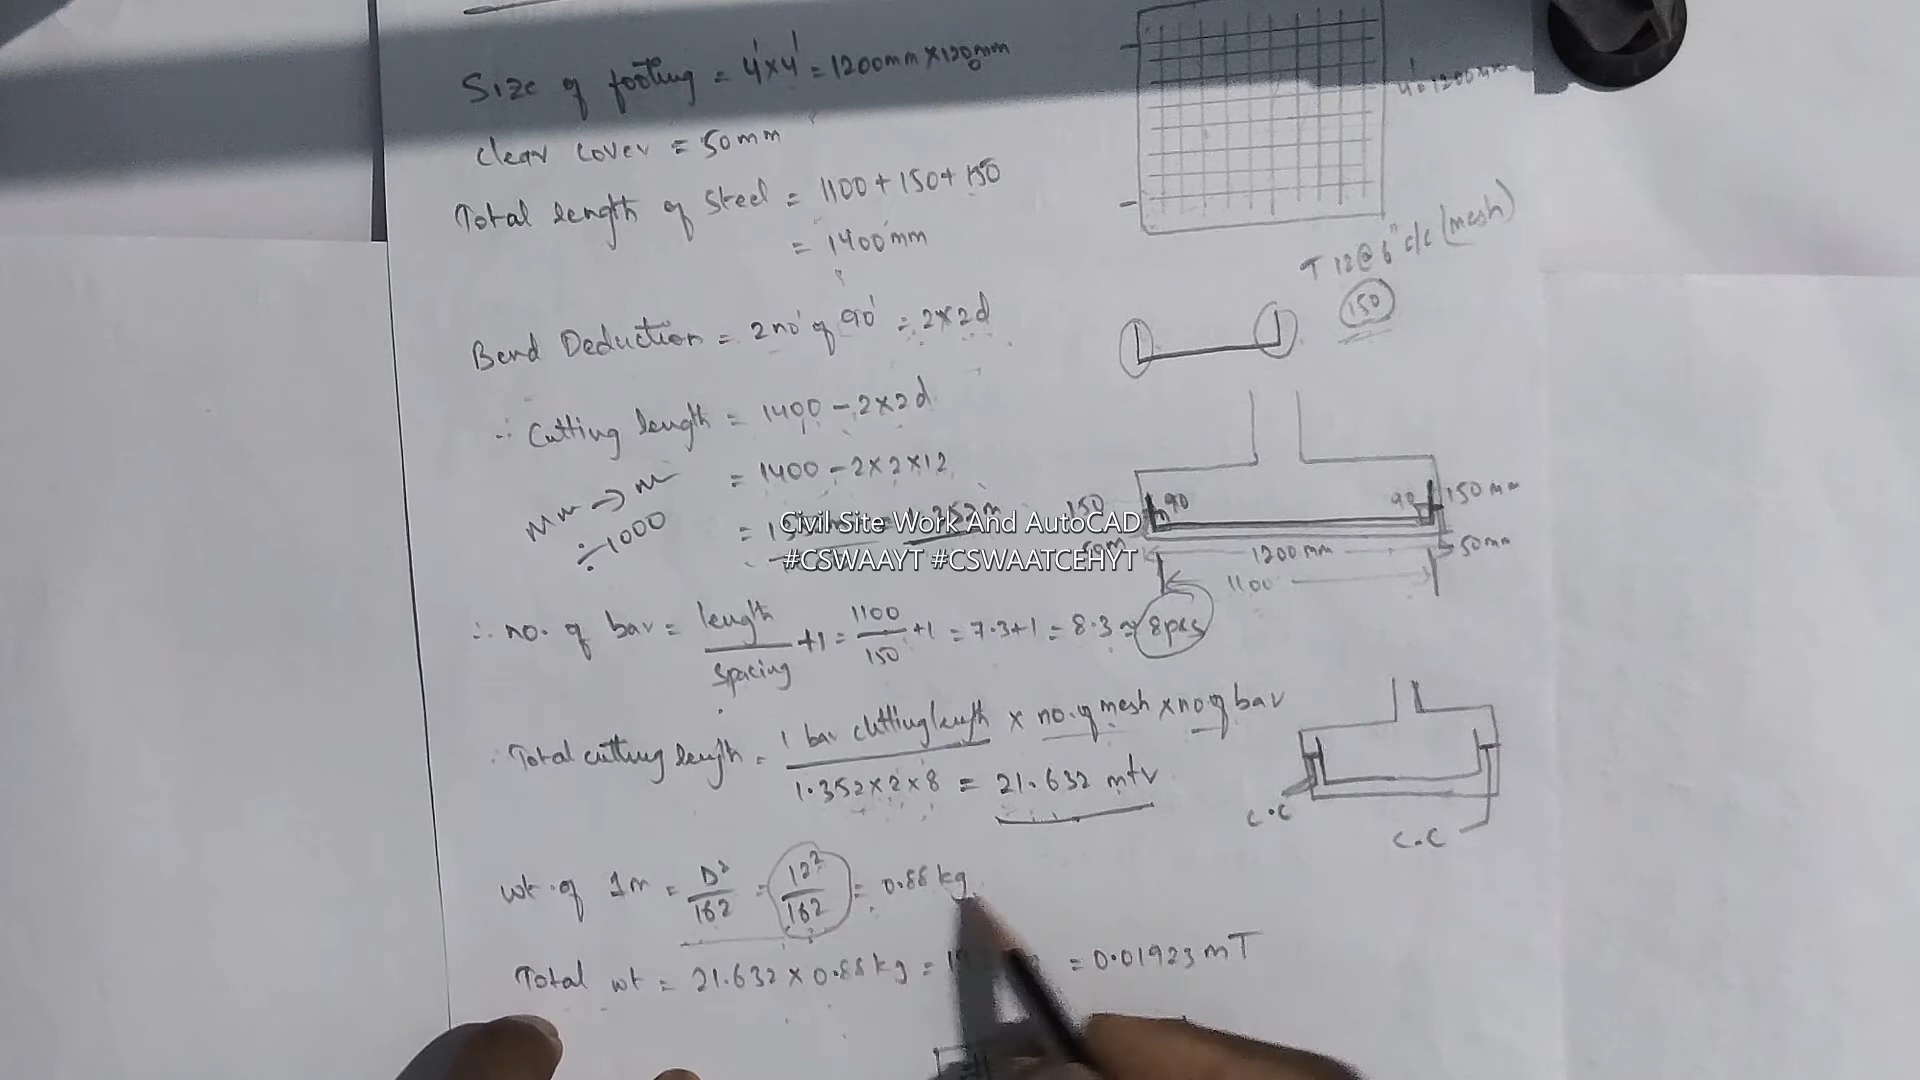 Size of footing = 4'x4' = 1200mm x 1200mm
4' = 1200mm
Clear cover = 50mm
Total length of steel = 1100 + 150 + 150
= 1400mm
T 12@6" c/c (mesh)
150
Bend Deduction = 2no' of 90' = 2x2d
∴ Cutting length = 1400 - 2x2d
mm → m
÷1000
= 1400 - 2x2x12
Civil Site Work And AutoCAD
#CSWAAYT #CSWAATCEHYT
150
90
90
150 mm
50mm
1200 mm
1100
∴ no. of bar = length/spacing +1 = 1100/150 +1 = 7.3+1 = 8.3 ≈ 8pcs
∴ Total cutting length = 1 bar cutting length x no. of mesh x no of bar
1.352x2x8 = 21.632 mtr
c.c
c.c
wt. of 1m = D²/162 = 12²/162 = 0.88 kg
Total wt = 21.632 x 0.88 kg = = 0.01923 mT